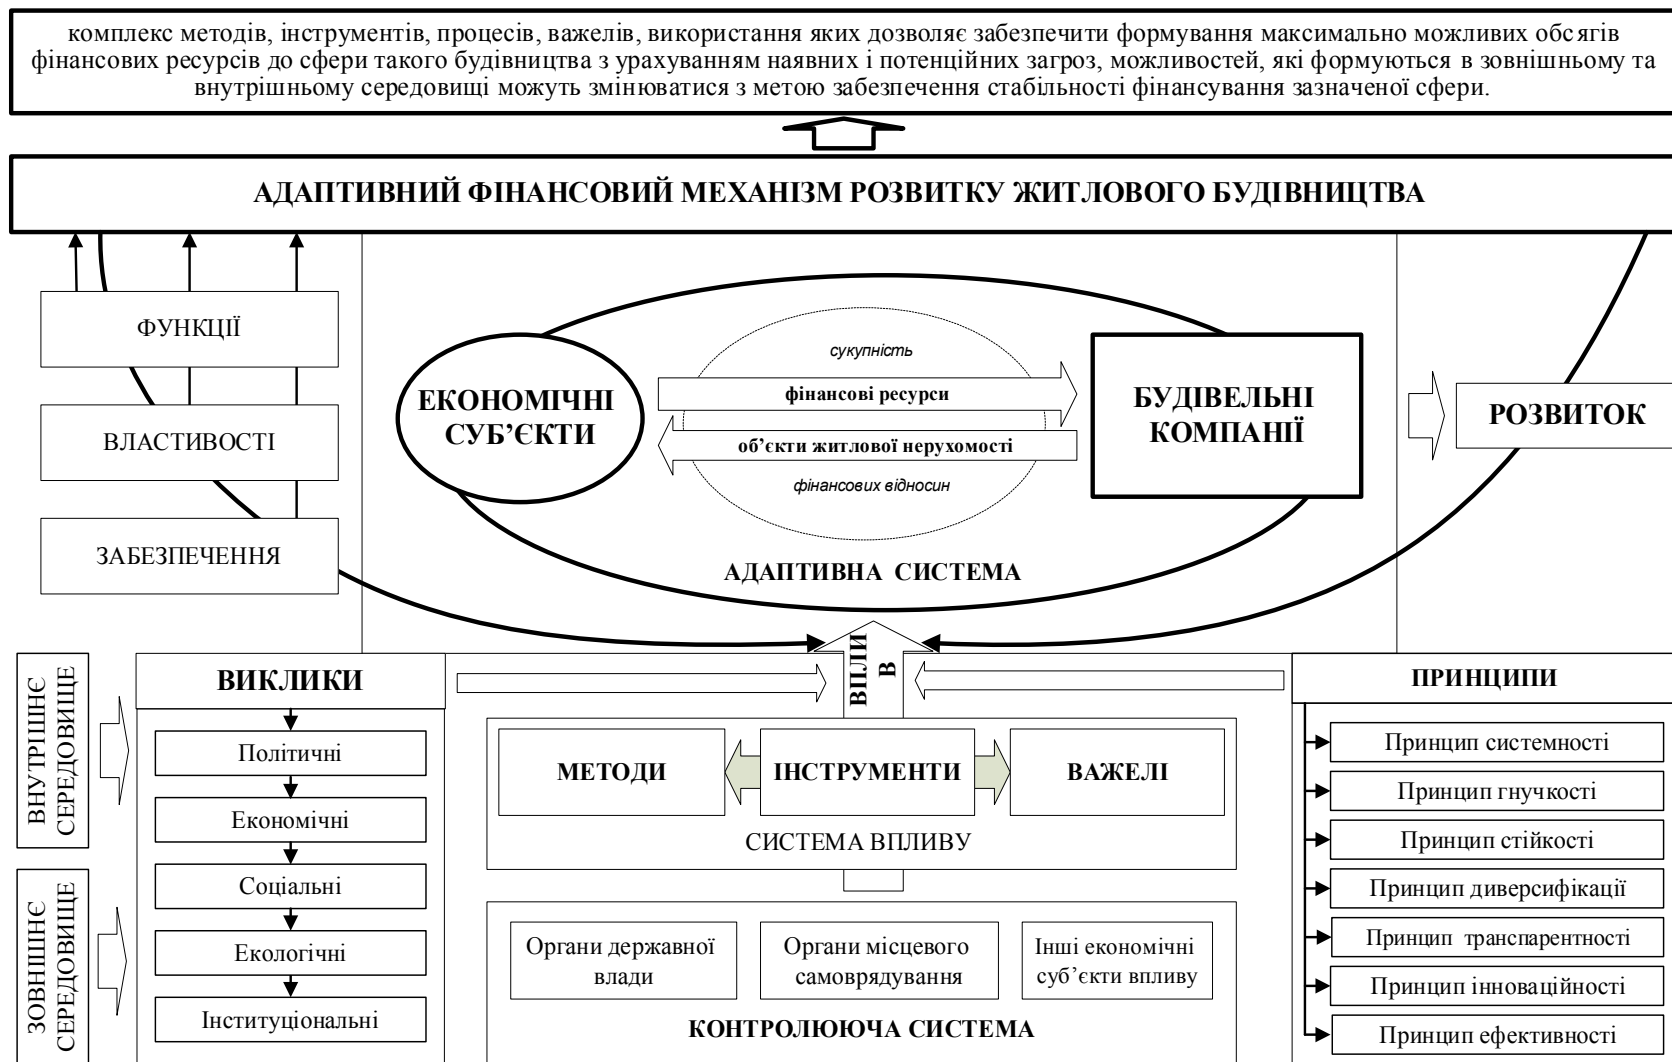 комплекс методів, інструментів, процесів, важелів, використання яких дозволяє забезпечити формування максимально можливих обсягів
фінансових ресурсів до сфери такого будівництва з урахуванням наявних і потенційних загроз, можливостей, які формуються в зовнішньому та
внутрішньому середовищі можуть змінюватися з метою забезпечення стабільності фінансування зазначеної сфери.
АДАПТИВНИЙ ФІНАНСОВИЙ МЕХАНІЗМ РОЗВИТКУ ЖИТЛОВОГО БУДІВНИЦТВА
ФУНКЦІЇ
ВЛАСТИВОСТІ
ЗАБЕЗПЕЧЕННЯ
ЕКОНОМІЧНІ
СУБ’ЄКТИ
сукупність
фінансові ресурси
об’єкти житлової нерухомості
фінансових відносин
БУДІВЕЛЬНІ
КОМПАНІЇ
РОЗВИТОК
АДАПТИВНА СИСТЕМА
ВПЛИ
В
ВНУТРІШНЄ
СЕРЕДОВИЩЕ
ЗОВНІШНЄ
СЕРЕДОВИЩЕ
ВИКЛИКИ
Політичні
Економічні
Соціальні
Екологічні
Інституціональні
МЕТОДИ
ІНСТРУМЕНТИ
ВАЖЕЛІ
СИСТЕМА ВПЛИВУ
Органи державної
влади
Органи місцевого
самоврядування
Інші економічні
суб’єкти впливу
КОНТРОЛЮЮЧА СИСТЕМА
ПРИНЦИПИ
Принцип системності
Принцип гнучкості
Принцип стійкості
Принцип диверсифікації
Принцип транспарентності
Принцип інноваційності
Принцип ефективності